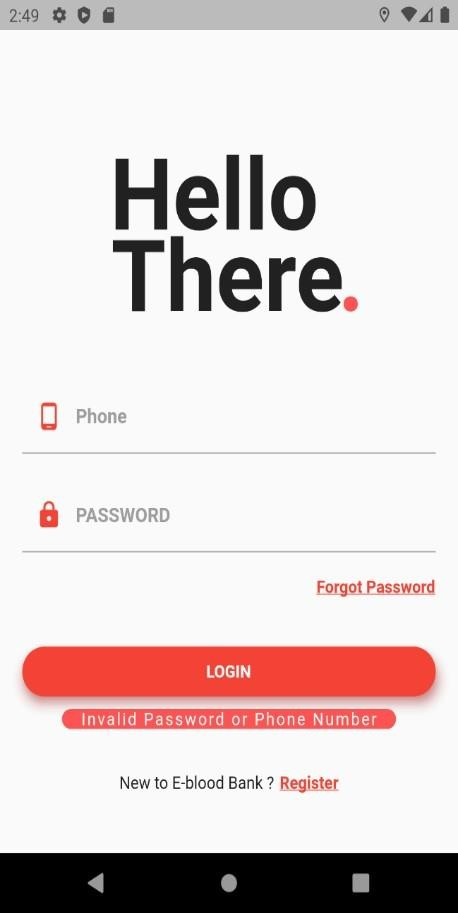 2:49
Hello
There.
Phone
PASSWORD
Forgot Password
LOGIN
Invalid Password or Phone Number
New to E-blood Bank ? Register